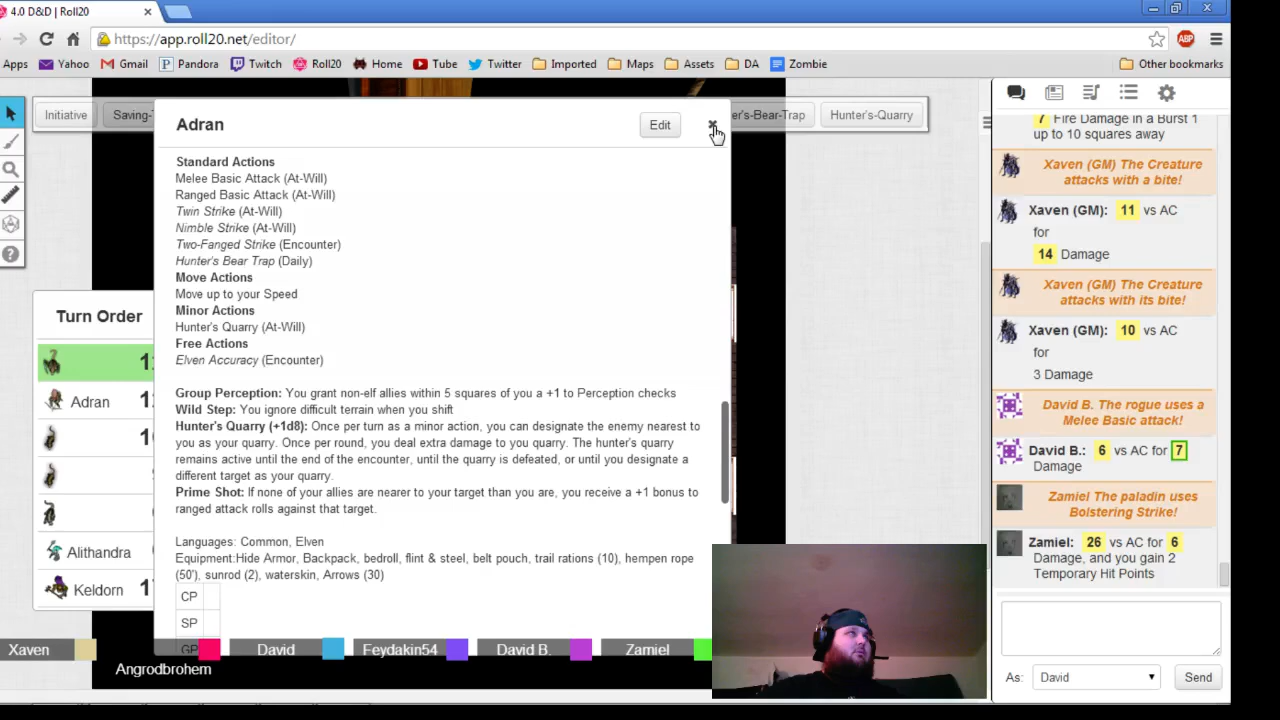 4.0 D&D | Roll20
https://app.roll20.net/editor/
ABP
Apps Yahoo Gmail Pandora Twitch Roll20 Home Tube Twitter Imported Maps Assets DA Zombie Other bookmarks
Initiative Saving- er's-Bear-Trap Hunter's-Quarry
Adran Edit
Standard Actions
Melee Basic Attack (At-Will)
Ranged Basic Attack (At-Will)
Twin Strike (At-Will)
Nimble Strike (At-Will)
Two-Fanged Strike (Encounter)
Hunter's Bear Trap (Daily)
Move Actions
Move up to your Speed
Minor Actions
Hunter's Quarry (At-Will)
Free Actions
Elven Accuracy (Encounter)
Group Perception: You grant non-elf allies within 5 squares of you a +1 to Perception checks
Wild Step: You ignore difficult terrain when you shift
Hunter's Quarry (+1d8): Once per turn as a minor action, you can designate the enemy nearest to
you as your quarry. Once per round, you deal extra damage to you quarry. The hunter's quarry
remains active until the end of the encounter, until the quarry is defeated, or until you designate a
different target as your quarry.
Prime Shot: If none of your allies are nearer to your target than you are, you receive a +1 bonus to
ranged attack rolls against that target.
Languages: Common, Elven
Equipment:Hide Armor, Backpack, bedroll, flint & steel, belt pouch, trail rations (10), hempen rope
(50'), sunrod (2), waterskin, Arrows (30)
CP
SP
GP
Turn Order
Adran
Alithandra
Keldorn
Xaven David Feydakin54 David B. Zamiel
Angrodbrohem
7 Fire Damage in a Burst 1
up to 10 squares away
Xaven (GM) The Creature
attacks with a bite!
Xaven (GM): 11 vs AC
for
14 Damage
Xaven (GM) The Creature
attacks with its bite!
Xaven (GM): 10 vs AC
for
3 Damage
David B. The rogue uses a
Melee Basic attack!
David B.: 6 vs AC for 7
Damage
Zamiel The paladin uses
Bolstering Strike!
Zamiel: 26 vs AC for 6
Damage, and you gain 2
Temporary Hit Points
As: David Send